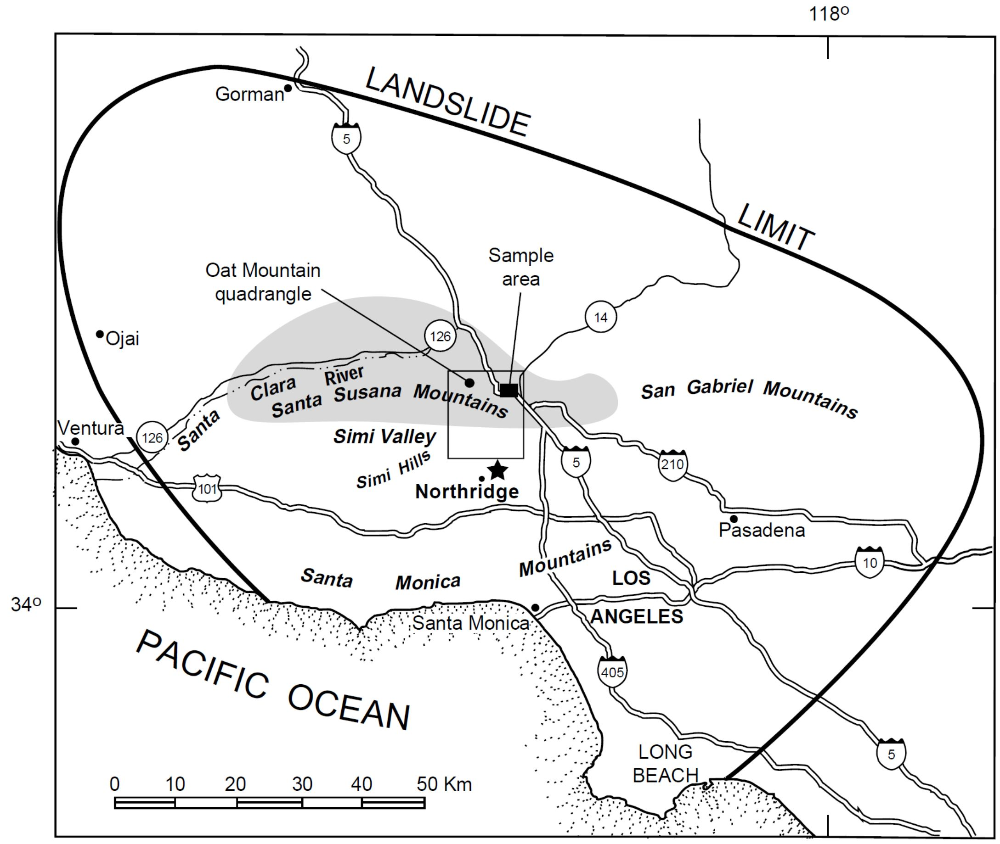 118º
LANDSLIDE
Gorman
5
LIMIT
Sample
area
Oat Mountain
quadrangle
14
126
Ojai
River
Clara
Santa Susana Mountains
San Gabriel Mountains
Santa
Ventura
126
Simi Valley
5
210
Simi Hills
101
Northridge
Pasadena
Mountains
10
Santa Monica
LOS
34º
ANGELES
Santa Monica
PACIFIC OCEAN
405
LONG
BEACH
5
0 10 20 30 40 50 Km